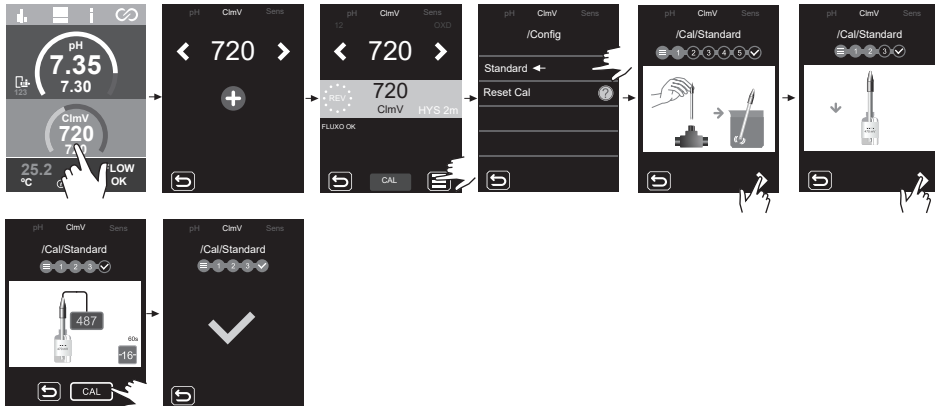 pH
7.35
7.30
123
ClmV
720
25.2
ºC
FLOW
OK
pH ClmV Sens
720
pH ClmV Sens
12 OXO
720
REV
720
ClmV
HYS 2m
FLUXO OK
CAL
pH ClmV Sens
/Config
Standard
Reset Cal ?
pH ClmV Sens
/Cal/Standard
1 2 3 4 5
pH ClmV Sens
/Cal/Standard
1 2 3
pH ClmV Sens
/Cal/Standard
1 2 3
487
60s
-16-
CAL
pH ClmV Sens
/Cal/Standard
1 2 3